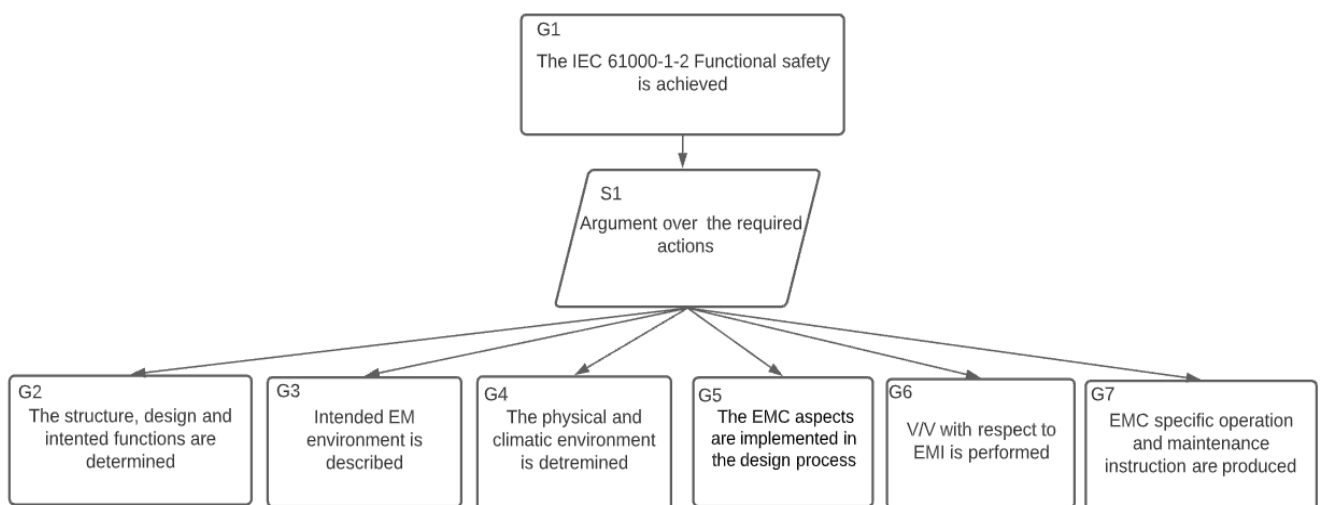 G1
The IEC 61000-1-2 Functional safety
is achieved
S1
Argument over the required
actions
G2
The structure, design and
intented functions are
determined
G3
Intended EM
environment is
described
G4
The physical and
climatic environment
is detremined
G5
The EMC aspects
are implemented in
the design process
G6
V/V with respect to
EMI is performed
G7
EMC specific operation
and maintenance
instruction are produced